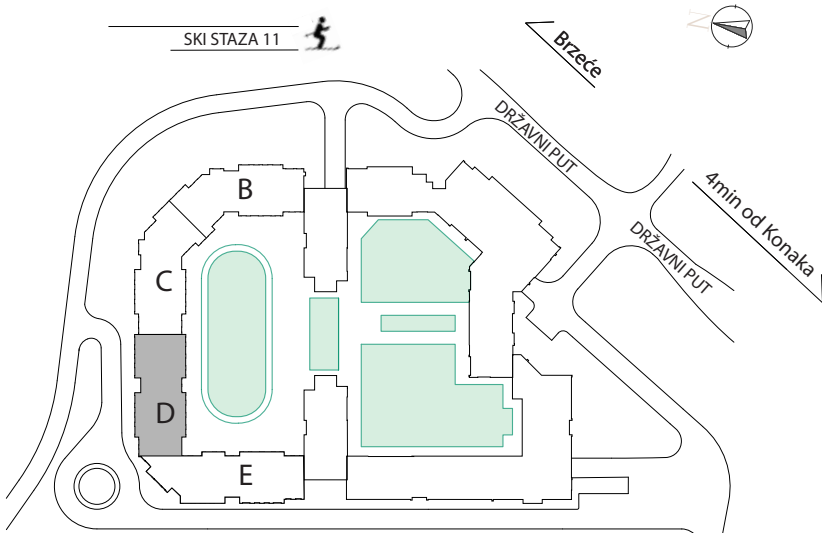 SKI STAZA 11
N
Brzeće
DRŽAVNI PUT
4min od Konaka
DRŽAVNI PUT
B
C
D
E